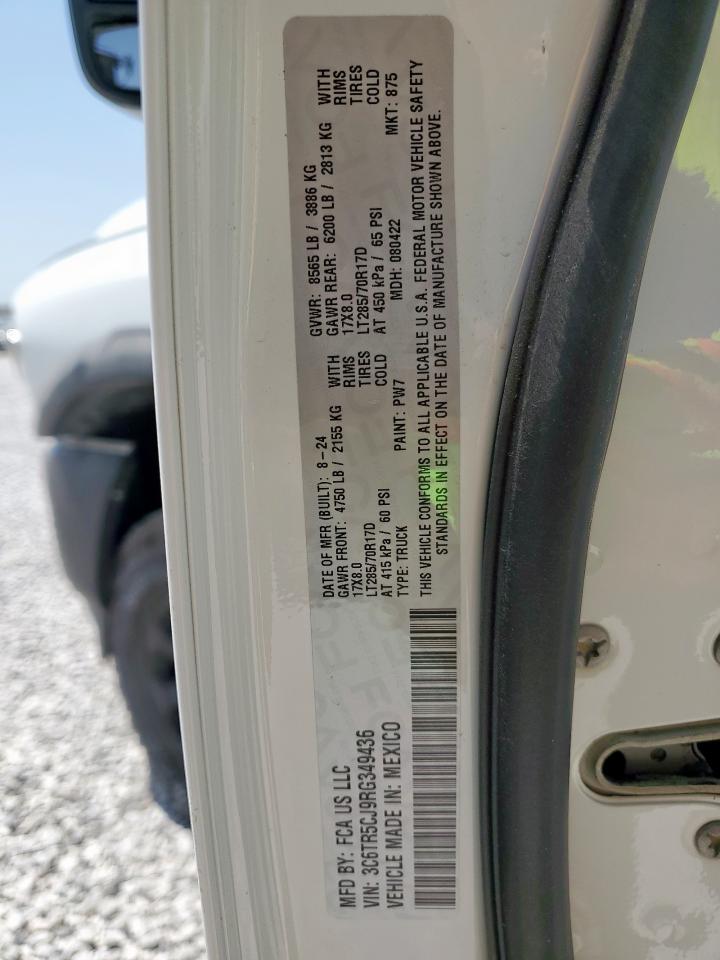 MFD BY: FCA US LLC
VIN: 3C6TR5CJ9RG349436
VEHICLE MADE IN: MEXICO
DATE OF MFR (BUILT): 8-24 GVWR: 8565 LB / 3886 KG
GAWR FRONT: 4750 LB / 2155 KG WITH GAWR REAR: 6200 LB / 2813 KG WITH
17X8.0 RIMS 17X8.0 RIMS
LT285/70R17D TIRES LT285/70R17D TIRES
AT 415 kPa / 60 PSI COLD AT 450 kPa / 65 PSI COLD
TYPE: TRUCK PAINT: PW7 MDH: 080422 MKT: 875
THIS VEHICLE CONFORMS TO ALL APPLICABLE U.S.A. FEDERAL MOTOR VEHICLE SAFETY
STANDARDS IN EFFECT ON THE DATE OF MANUFACTURE SHOWN ABOVE.